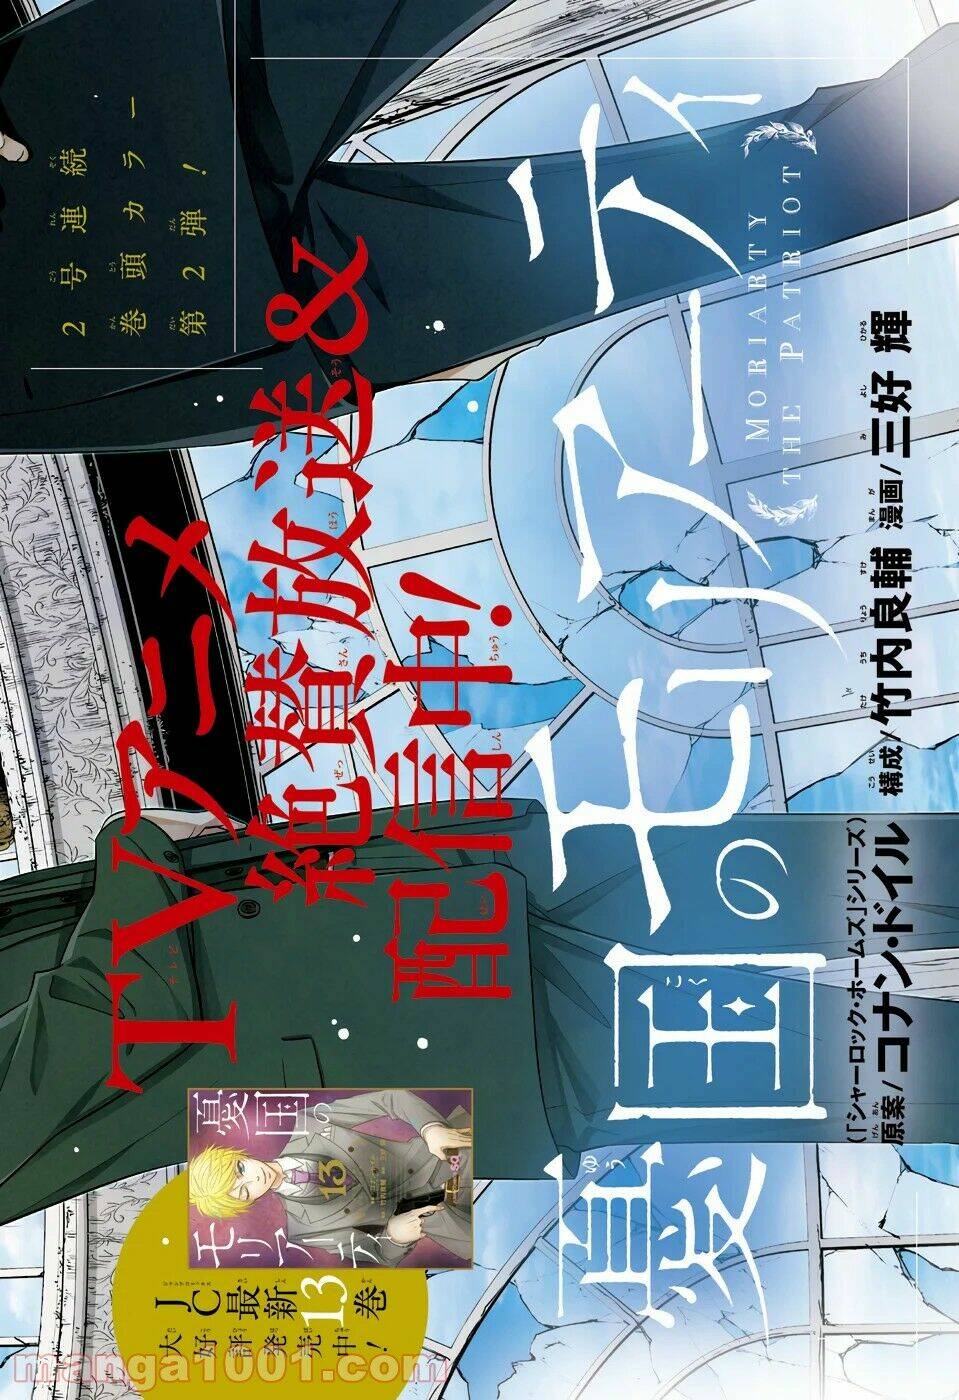 2号連続
巻頭カラー
第2弾!
TVアニメ
絶賛放送&
配信中!
憂国のモリアーティ
MORIARTY
THE PATRIOT
(「シャーロック・ホームズ」シリーズ)
原案/コナン・ドイル
構成/竹内良輔
漫画/三好 輝
憂国の
モリアーティ
13
JC最新13巻
大好評発売中!
manga1001.com